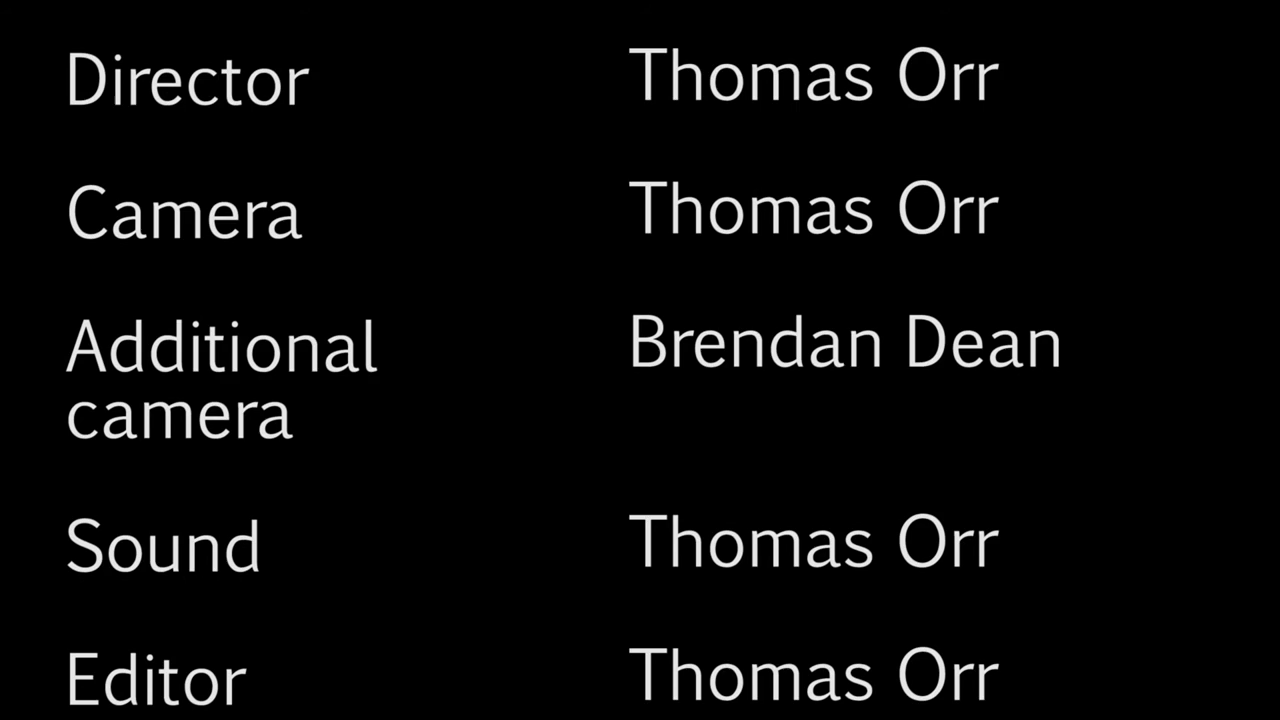 Director Thomas Orr
Camera Thomas Orr
Additional Brendan Dean
camera
Sound Thomas Orr
Editor Thomas Orr